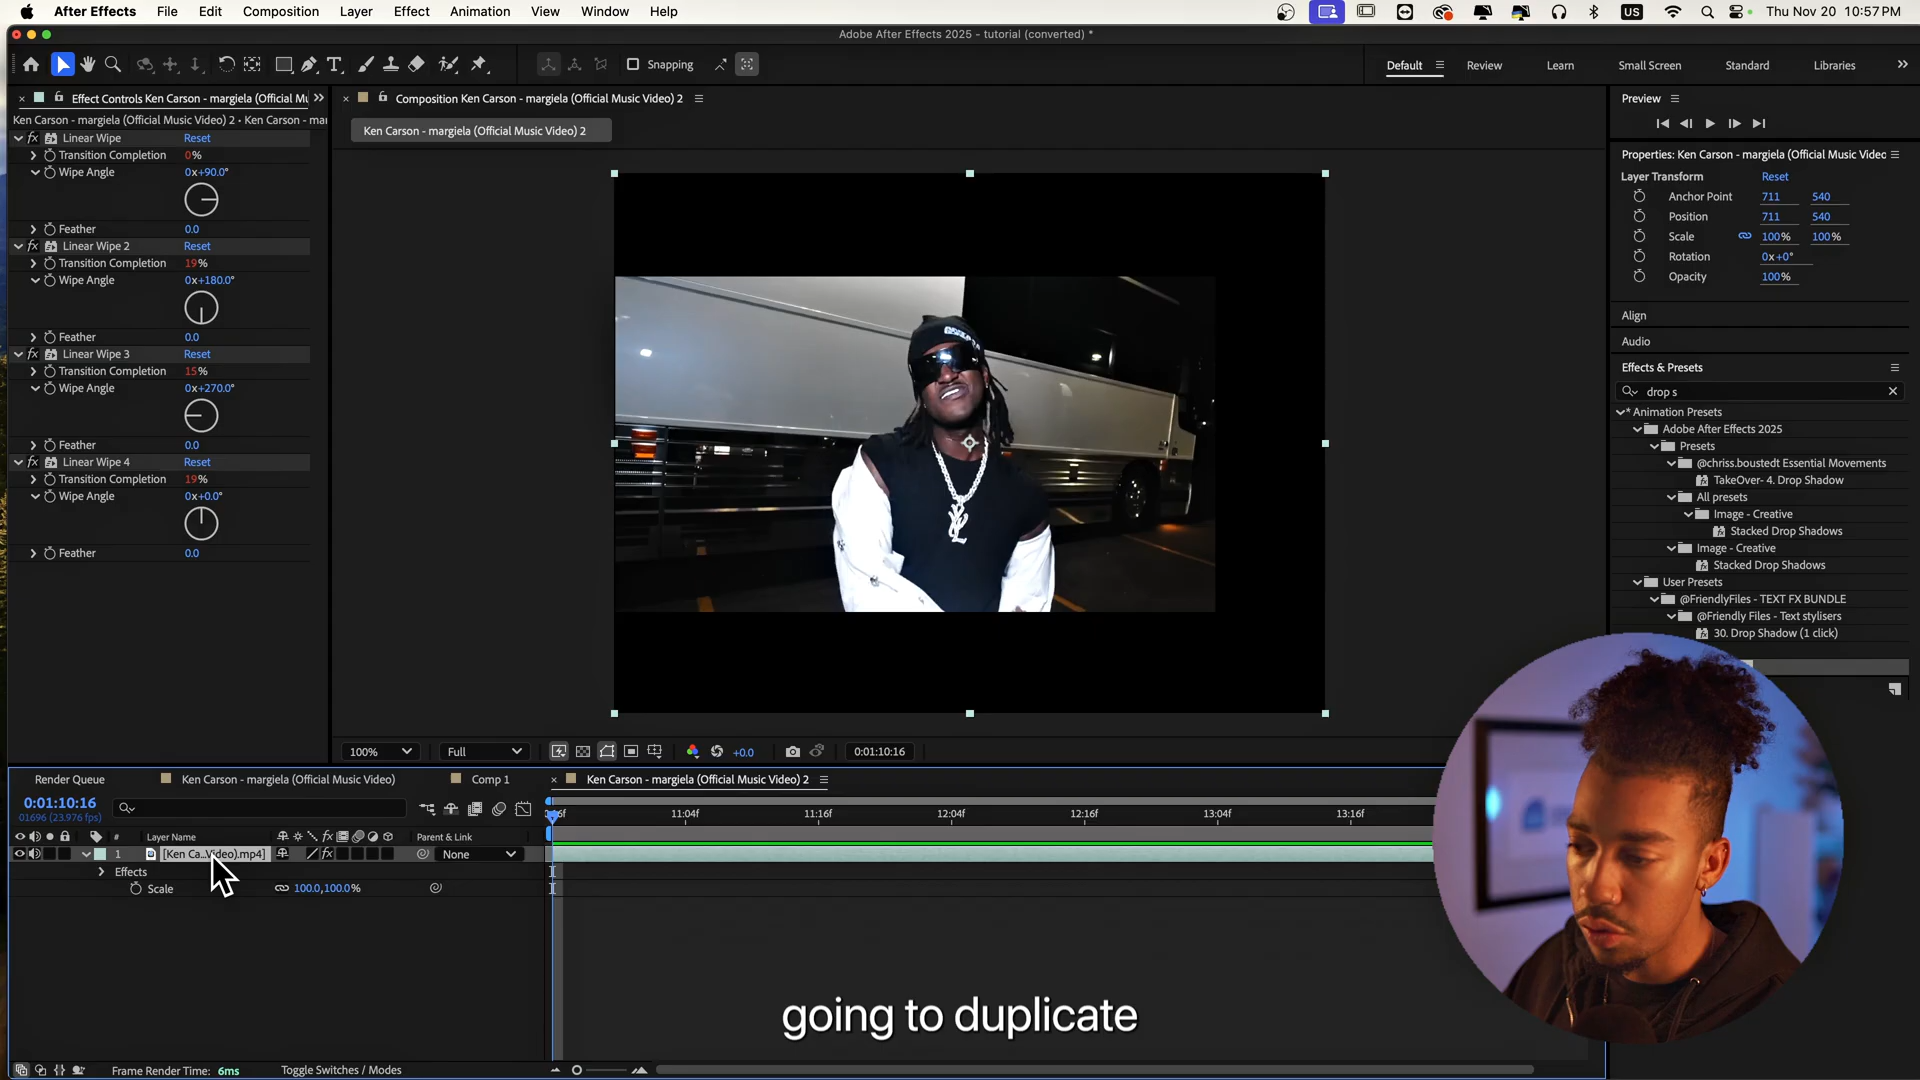 After Effects File Edit Composition Layer Effect Animation View Window Help US Thu Nov 20 10:57 PM
Adobe After Effects 2025 - tutorial (converted) *
Snapping Default Review Learn Small Screen Standard Libraries
Effect Controls Ken Carson - margiela (Official Mu
Composition Ken Carson - margiela (Official Music Video) 2
Preview
Ken Carson - margiela (Official Music Video) 2 • Ken Carson - mar
Ken Carson - margiela (Official Music Video) 2
Linear Wipe Reset
Transition Completion 0%
Wipe Angle 0x+90.0°
Feather 0.0
Linear Wipe 2 Reset
Transition Completion 19%
Wipe Angle 0x+180.0°
Feather 0.0
Linear Wipe 3 Reset
Transition Completion 15%
Wipe Angle 0x+270.0°
Feather 0.0
Linear Wipe 4 Reset
Transition Completion 19%
Wipe Angle 0x+0.0°
Feather 0.0
Properties: Ken Carson - margiela (Official Music Video
Layer Transform Reset
Anchor Point 711 540
Position 711 540
Scale 100% 100%
Rotation 0x+0°
Opacity 100%
Align
Audio
Effects & Presets
drop s
* Animation Presets
Adobe After Effects 2025
Presets
@chriss.boustedt Essential Movements
TakeOver- 4. Drop Shadow
All presets
Image - Creative
Stacked Drop Shadows
Image - Creative
Stacked Drop Shadows
User Presets
@FriendlyFiles - TEXT FX BUNDLE
@Friendly Files - Text stylisers
30. Drop Shadow (1 click)
100% Full +0.0 0:01:10:16
Render Queue Ken Carson - margiela (Official Music Video) Comp 1 Ken Carson - margiela (Official Music Video) 2
0:01:10:16
01696 (23.976 fps)
11:04f 11:16f 12:04f 12:16f 13:04f 13:16f
# Layer Name fx Parent & Link
1 [Ken Ca...Video).mp4] None
Effects
Scale 100.0,100.0%
going to duplicate
Frame Render Time: 6ms Toggle Switches / Modes